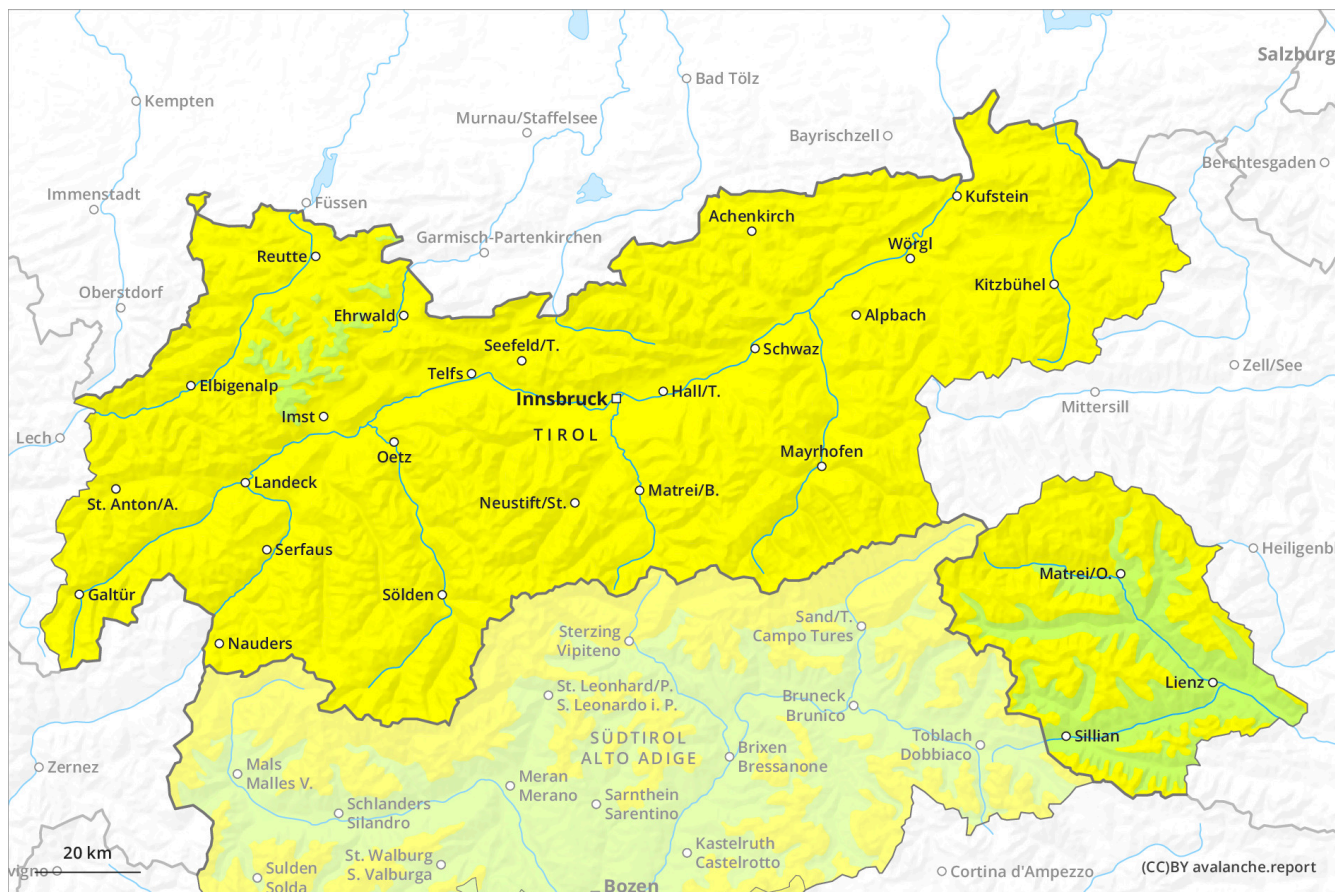 Salzburg
Bad Tölz
Kempten
Murnau/Staffelsee
Bayrischzell
Berchtesgaden
Immenstadt
Füssen
Kufstein
Achenkirch
Garmisch-Partenkirchen
Wörgl
Reutte
Oberstdorf
Kitzbühel
Ehrwald
Alpbach
Seefeld/T.
Schwaz
Zell/See
Telfs
Elbigenalp
Hall/T.
Innsbruck
Mittersill
Imst
Lech
TIROL
Oetz
Mayrhofen
Landeck
Matrei/B.
St. Anton/A.
Neustift/St.
Serfaus
Heiligenb
Matrei/O.
Galtür
Sölden
Sand/T.
Campo Tures
Sterzing
Vipiteno
Nauders
Lienz
St. Leonhard/P.
S. Leonardo i. P.
Bruneck
Brunico
Sillian
SÜDTIROL
ALTO ADIGE
Toblach
Dobbiaco
Brixen
Bressanone
Zernez
Mals
Malles V.
Meran
Merano
Sarnthein
Sarentino
Schlanders
Silandro
Kastelruth
Castelrotto
20 km
St. Walburg
S. Valburga
vigno
Sulden
Solda
Cortina d'Ampezzo
(CC)BY avalanche.report
Bozen